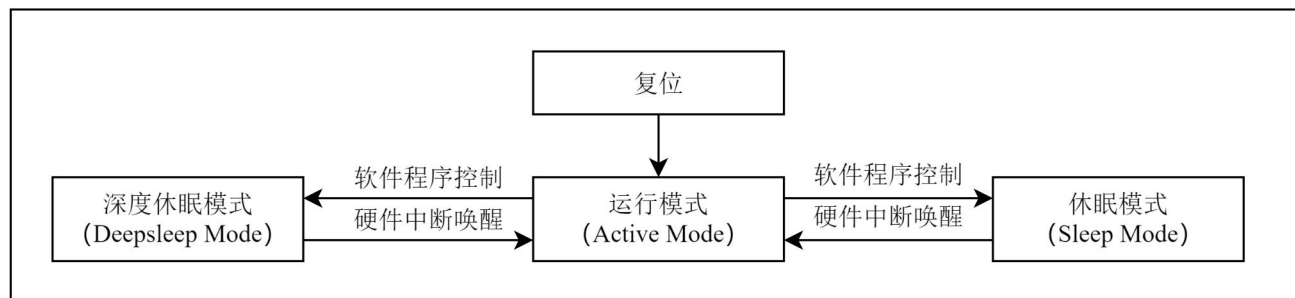 复位
软件程序控制
软件程序控制
深度休眠模式
（Deepsleep Mode）
运行模式
（Active Mode）
休眠模式
（Sleep Mode）
硬件中断唤醒
硬件中断唤醒